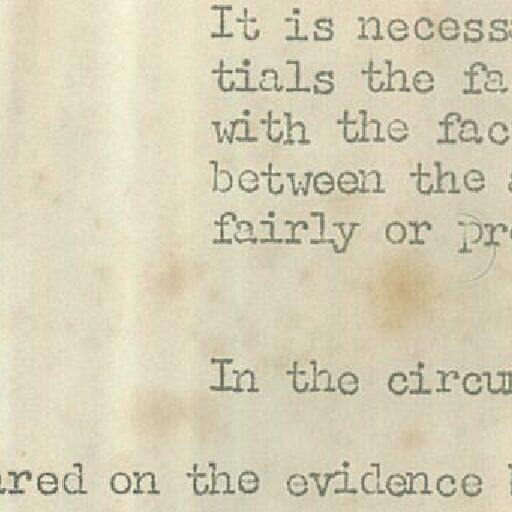 It is necess
tials the fa
with the fac
between the a
fairly or pr
In the circu
ared on the evidence